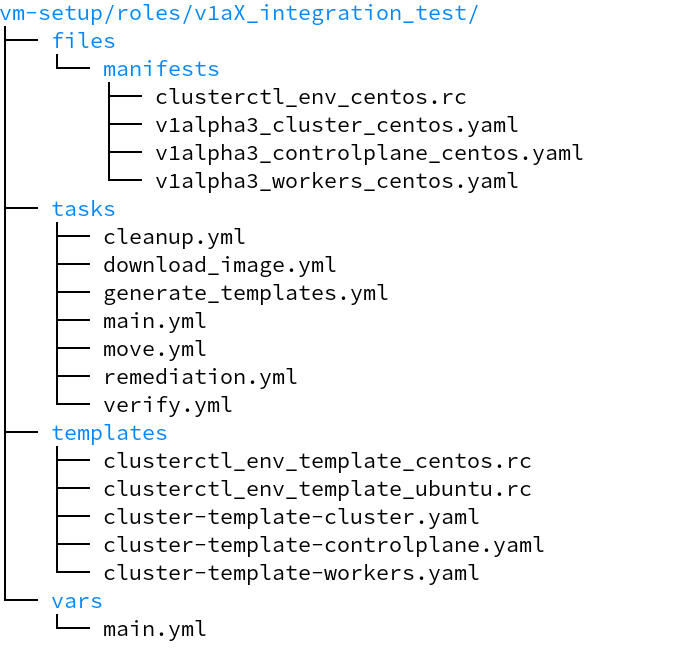 vm-setup/roles/v1aX_integration_test/
files
manifests
clusterctl_env_centos.rc
v1alpha3_cluster_centos.yaml
v1alpha3_controlplane_centos.yaml
v1alpha3_workers_centos.yaml
tasks
cleanup.yml
download_image.yml
generate_templates.yml
main.yml
move.yml
remediation.yml
verify.yml
templates
clusterctl_env_template_centos.rc
clusterctl_env_template_ubuntu.rc
cluster-template-cluster.yaml
cluster-template-controlplane.yaml
cluster-template-workers.yaml
vars
main.yml